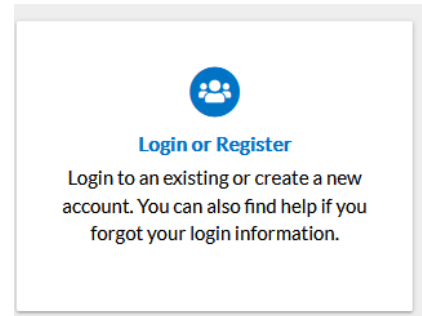 Login or Register
Login to an existing or create a new
account. You can also find help if you
forgot your login information.